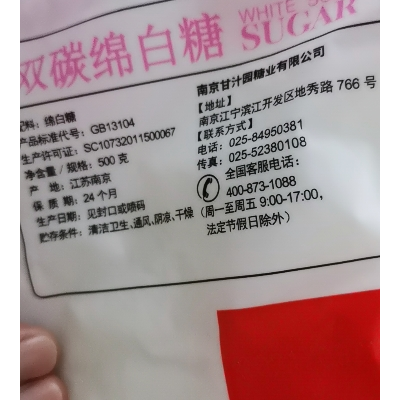 双碳绵白糖
WHITE
SUGAR
配料：绵白糖
产品标准代号：GB13104
生产许可证：SC10732011500067
净含量/规格：500克
产 地：江苏南京
保 质 期：24个月
生产日期：见封口或喷码
贮存条件：清洁卫生、通风、阴凉、干燥
南京甘汁园糖业有限公司
【地址】
南京江宁滨江开发区地秀路 766 号
【联系方式】
电话：025-84950381
传真：025-52380108
全国客服电话：
400-873-1088
（周一至周五 9:00-17:00，
法定节假日除外）